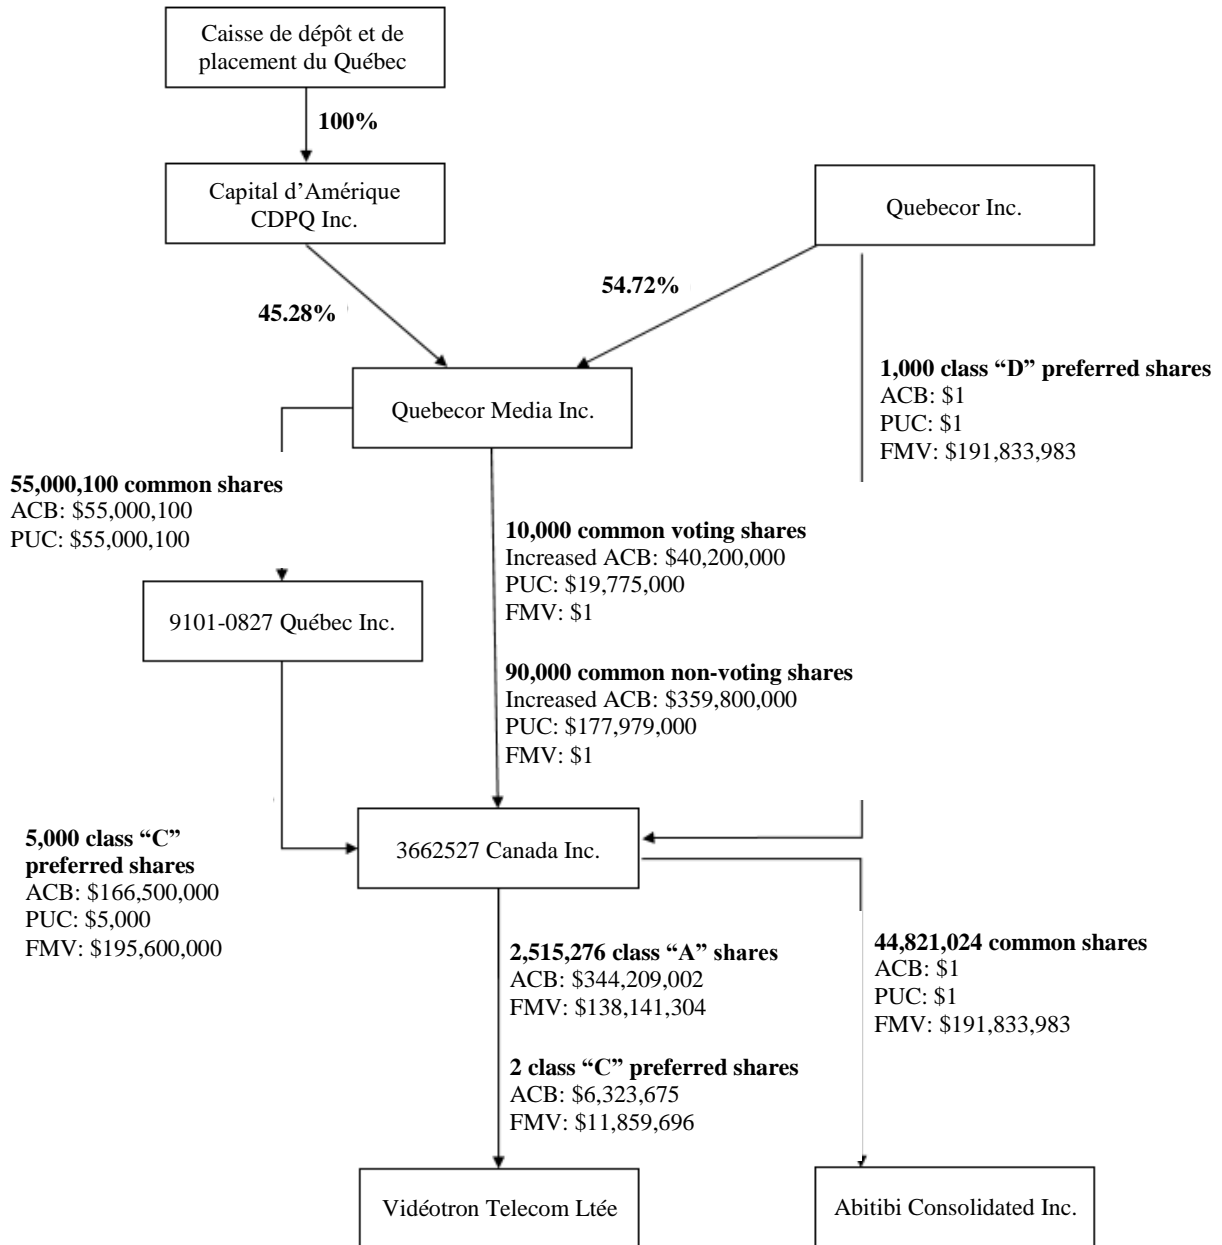 Caisse de dépôt et de
placement du Québec
100%
Capital d’Amérique
CDPQ Inc.
Quebecor Inc.
45.28%
54.72%
Quebecor Media Inc.
1,000 class “D” preferred shares
ACB: $1
PUC: $1
FMV: $191,833,983
55,000,100 common shares
ACB: $55,000,100
PUC: $55,000,100
10,000 common voting shares
Increased ACB: $40,200,000
PUC: $19,775,000
FMV: $1
9101-0827 Québec Inc.
90,000 common non-voting shares
Increased ACB: $359,800,000
PUC: $177,979,000
FMV: $1
5,000 class “C”
preferred shares
ACB: $166,500,000
PUC: $5,000
FMV: $195,600,000
3662527 Canada Inc.
2,515,276 class “A” shares
ACB: $344,209,002
FMV: $138,141,304
44,821,024 common shares
ACB: $1
PUC: $1
FMV: $191,833,983
2 class “C” preferred shares
ACB: $6,323,675
FMV: $11,859,696
Vidéotron Telecom Ltée
Abitibi Consolidated Inc.